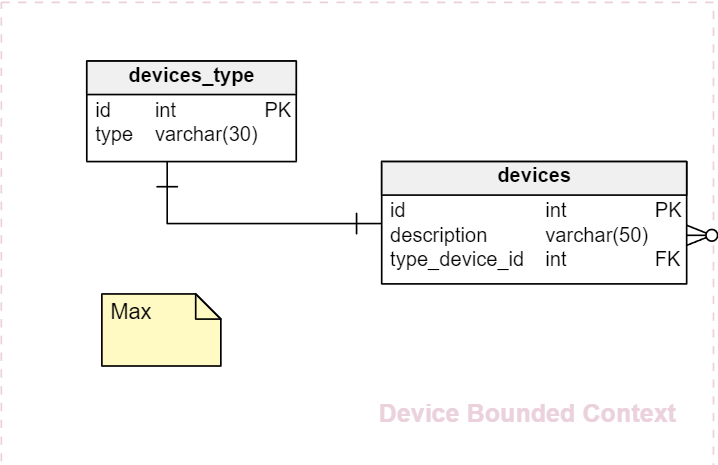 devices_type
id int PK
type varchar(30)
devices
id int PK
description varchar(50)
type_device_id int FK
Max
Device Bounded Context